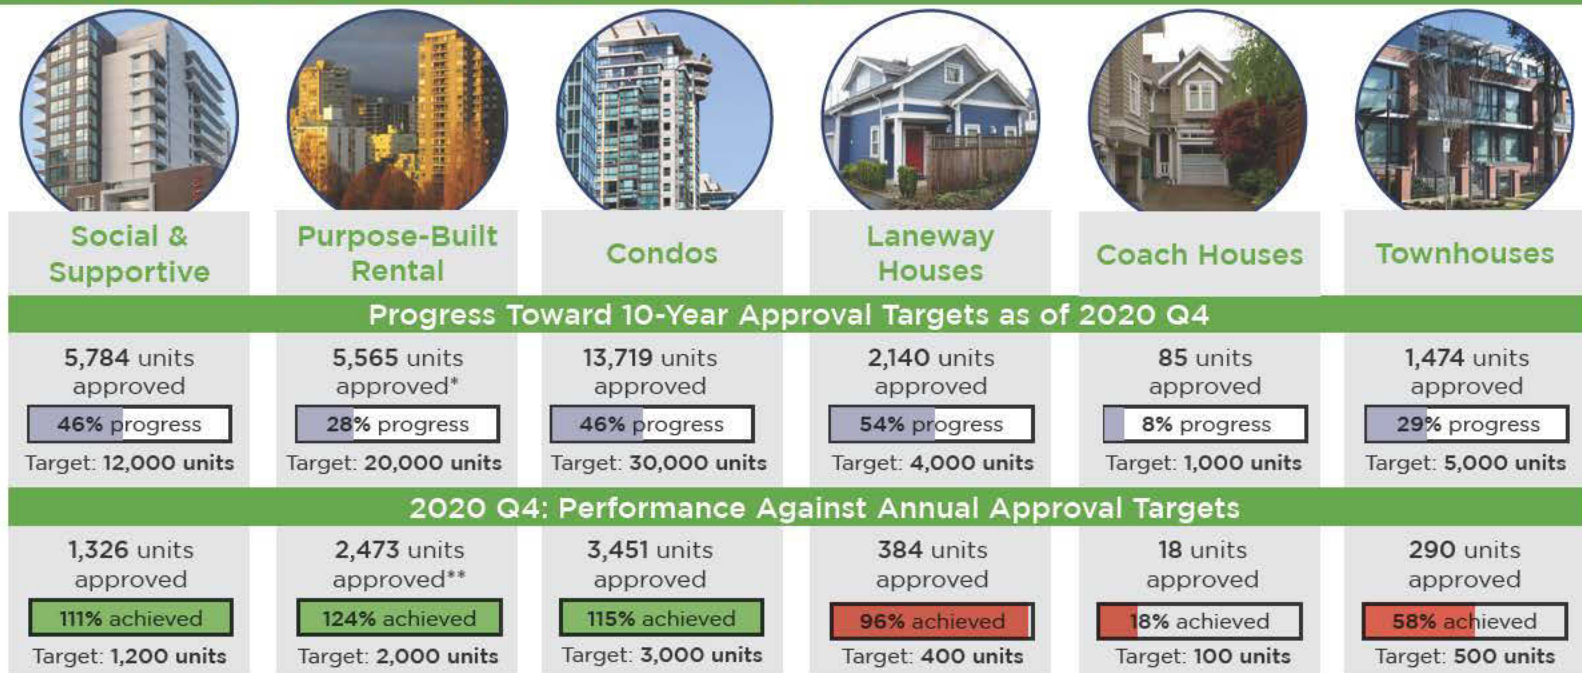 Social &
Supportive
Purpose-Built
Rental
Condos
Laneway
Houses
Coach Houses
Townhouses
Progress Toward 10-Year Approval Targets as of 2020 Q4
5,784 units
approved
46% progress
Target: 12,000 units
5,565 units
approved*
28% progress
Target: 20,000 units
13,719 units
approved
46% progress
Target: 30,000 units
2,140 units
approved
54% progress
Target: 4,000 units
85 units
approved
8% progress
Target: 1,000 units
1,474 units
approved
29% progress
Target: 5,000 units
2020 Q4: Performance Against Annual Approval Targets
1,326 units
approved
111% achieved
Target: 1,200 units
2,473 units
approved**
124% achieved
Target: 2,000 units
3,451 units
approved
115% achieved
Target: 3,000 units
384 units
approved
96% achieved
Target: 400 units
18 units
approved
18% achieved
Target: 100 units
290 units
approved
58% achieved
Target: 500 units